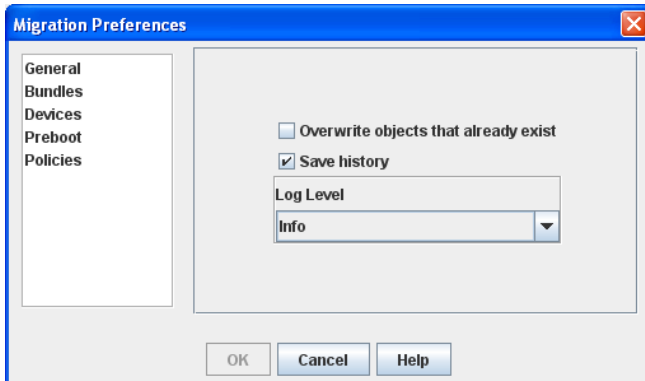 Migration Preferences
General
Bundles
Devices
Preboot
Policies
Overwrite objects that already exist
Save history
Log Level
Info
OK
Cancel
Help